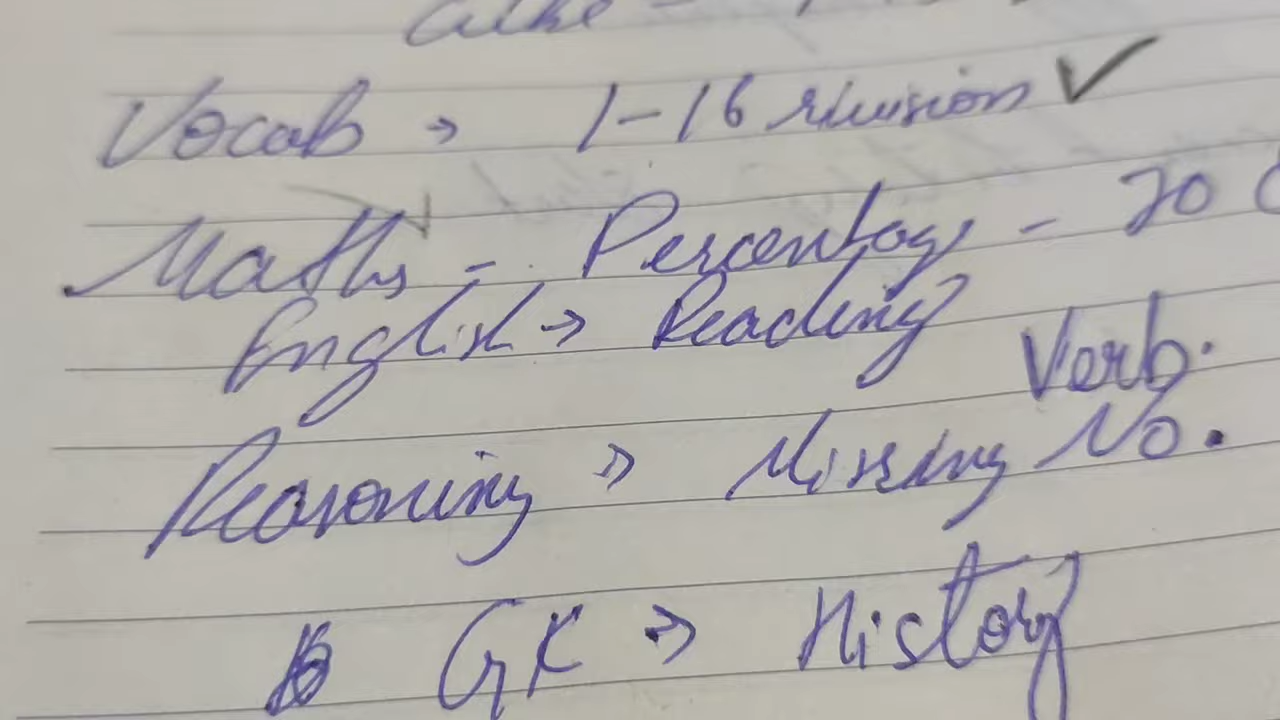 Vocab → 1-16 revision ✓
Maths - Percentage - 20
English → Reading
Verb.
Reasoning → Missing No.
GK → History